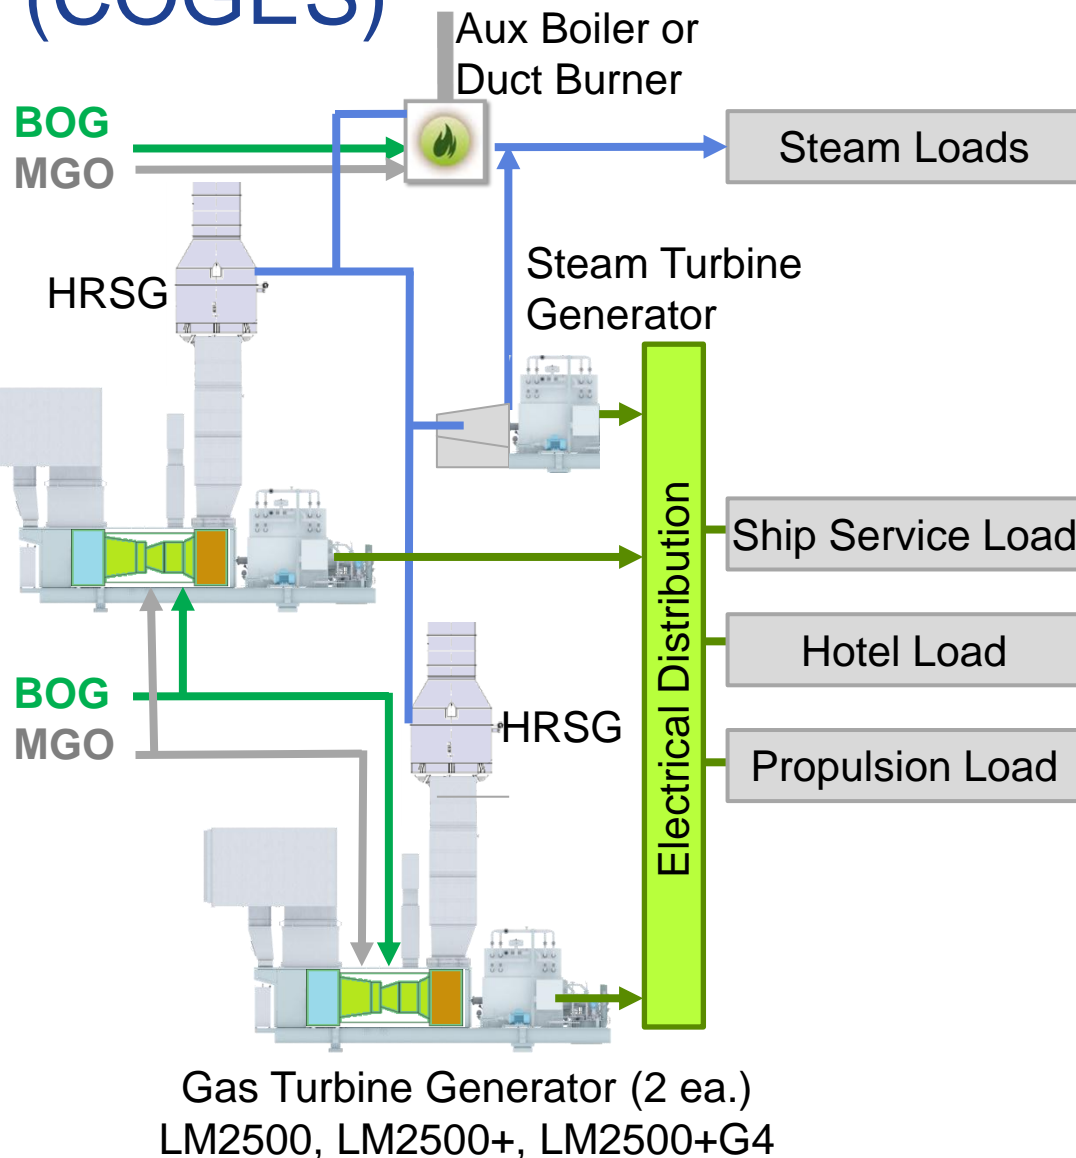 (COGES)
Aux Boiler or
Duct Burner
BOG
MGO
Steam Loads
HRSG
Steam Turbine
Generator
Electrical Distribution
Ship Service Load
Hotel Load
BOG
MGO
HRSG
Propulsion Load
Gas Turbine Generator (2 ea.)
LM2500, LM2500+, LM2500+G4